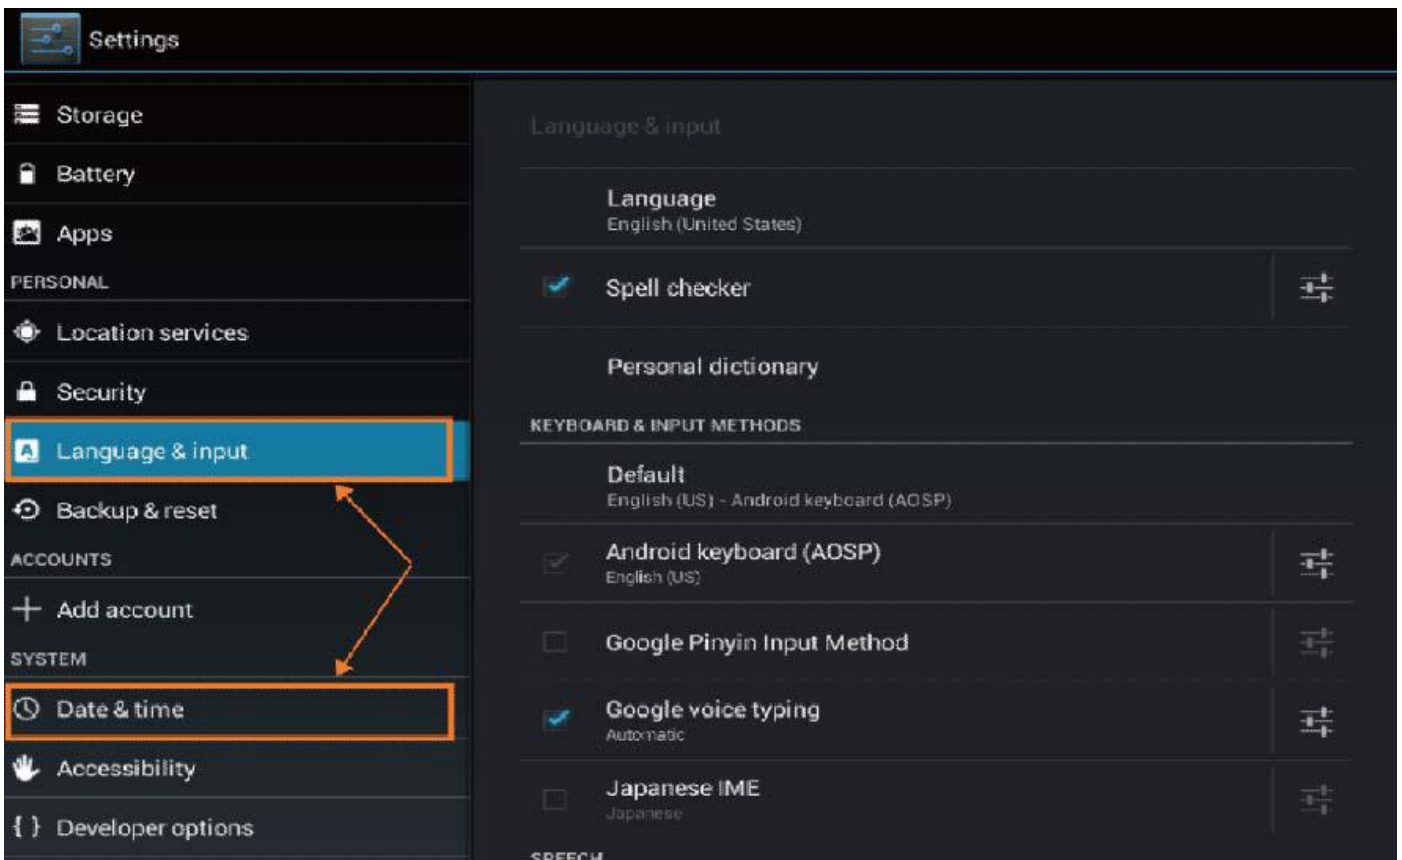 Settings
Storage
Battery
Apps
PERSONAL
Location services
Security
Language & input
Backup & reset
ACCOUNTS
Add account
SYSTEM
Date & time
Accessibility
{ } Developer options
Language & input
Language
English (United States)
Spell checker
Personal dictionary
KEYBOARD & INPUT METHODS
Default
English (US) - Android keyboard (AOSP)
Android keyboard (AOSP)
English (US)
Google Pinyin Input Method
Google voice typing
Automatic
Japanese IME
Japanese
SPEECH